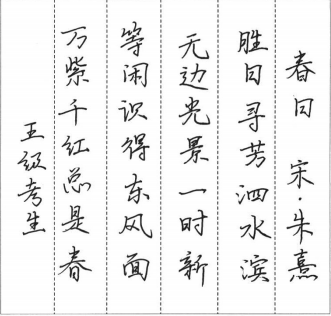 春日 宋·朱熹
胜日寻芳泗水滨
无边光景一时新
等闲识得东风面
万紫千红总是春
王级考生